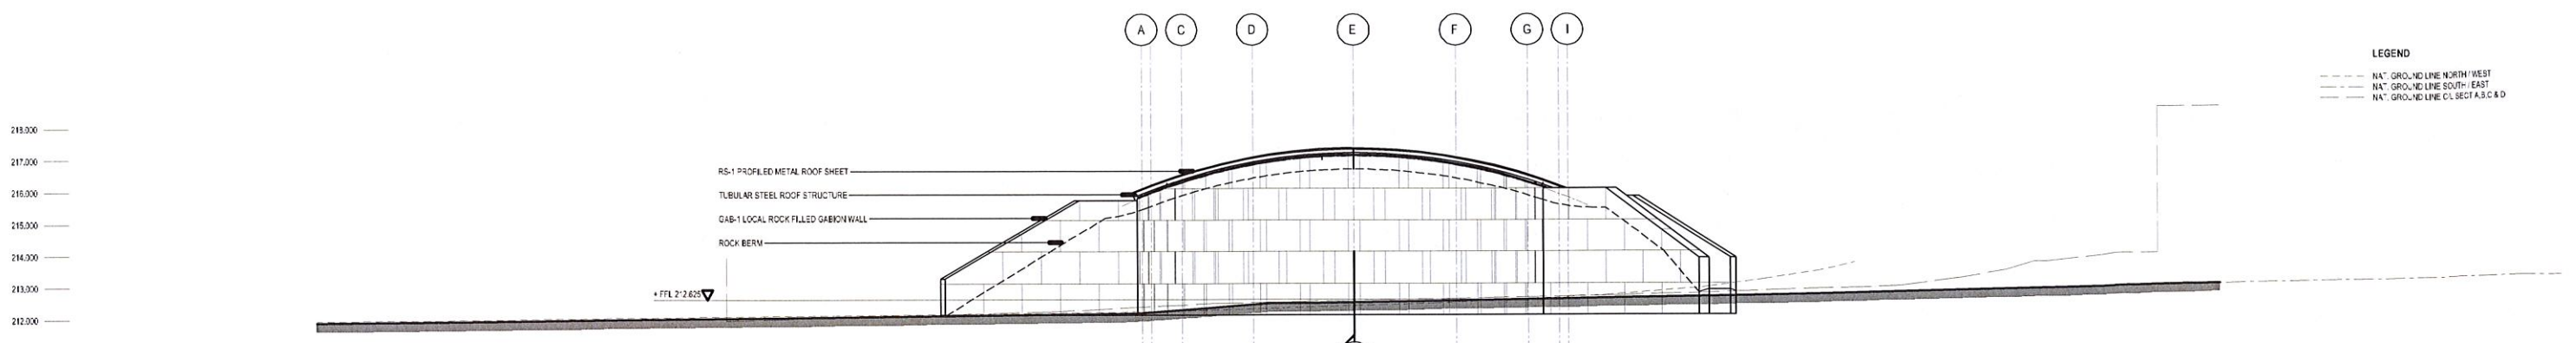 A C D E F G I
LEGEND
NAT. GROUND LINE NORTH / WEST
NAT. GROUND LINE SOUTH / EAST
NAT. GROUND LINE C/L SECT A,B,C & D
218.000
217.000
216.000
215.000
214.000
213.000
212.000
RS-1 PROFILED METAL ROOF SHEET
TUBULAR STEEL ROOF STRUCTURE
GAB-1 LOCAL ROCK FILLED GABION WALL
ROCK BERM
+ FFL 212.625